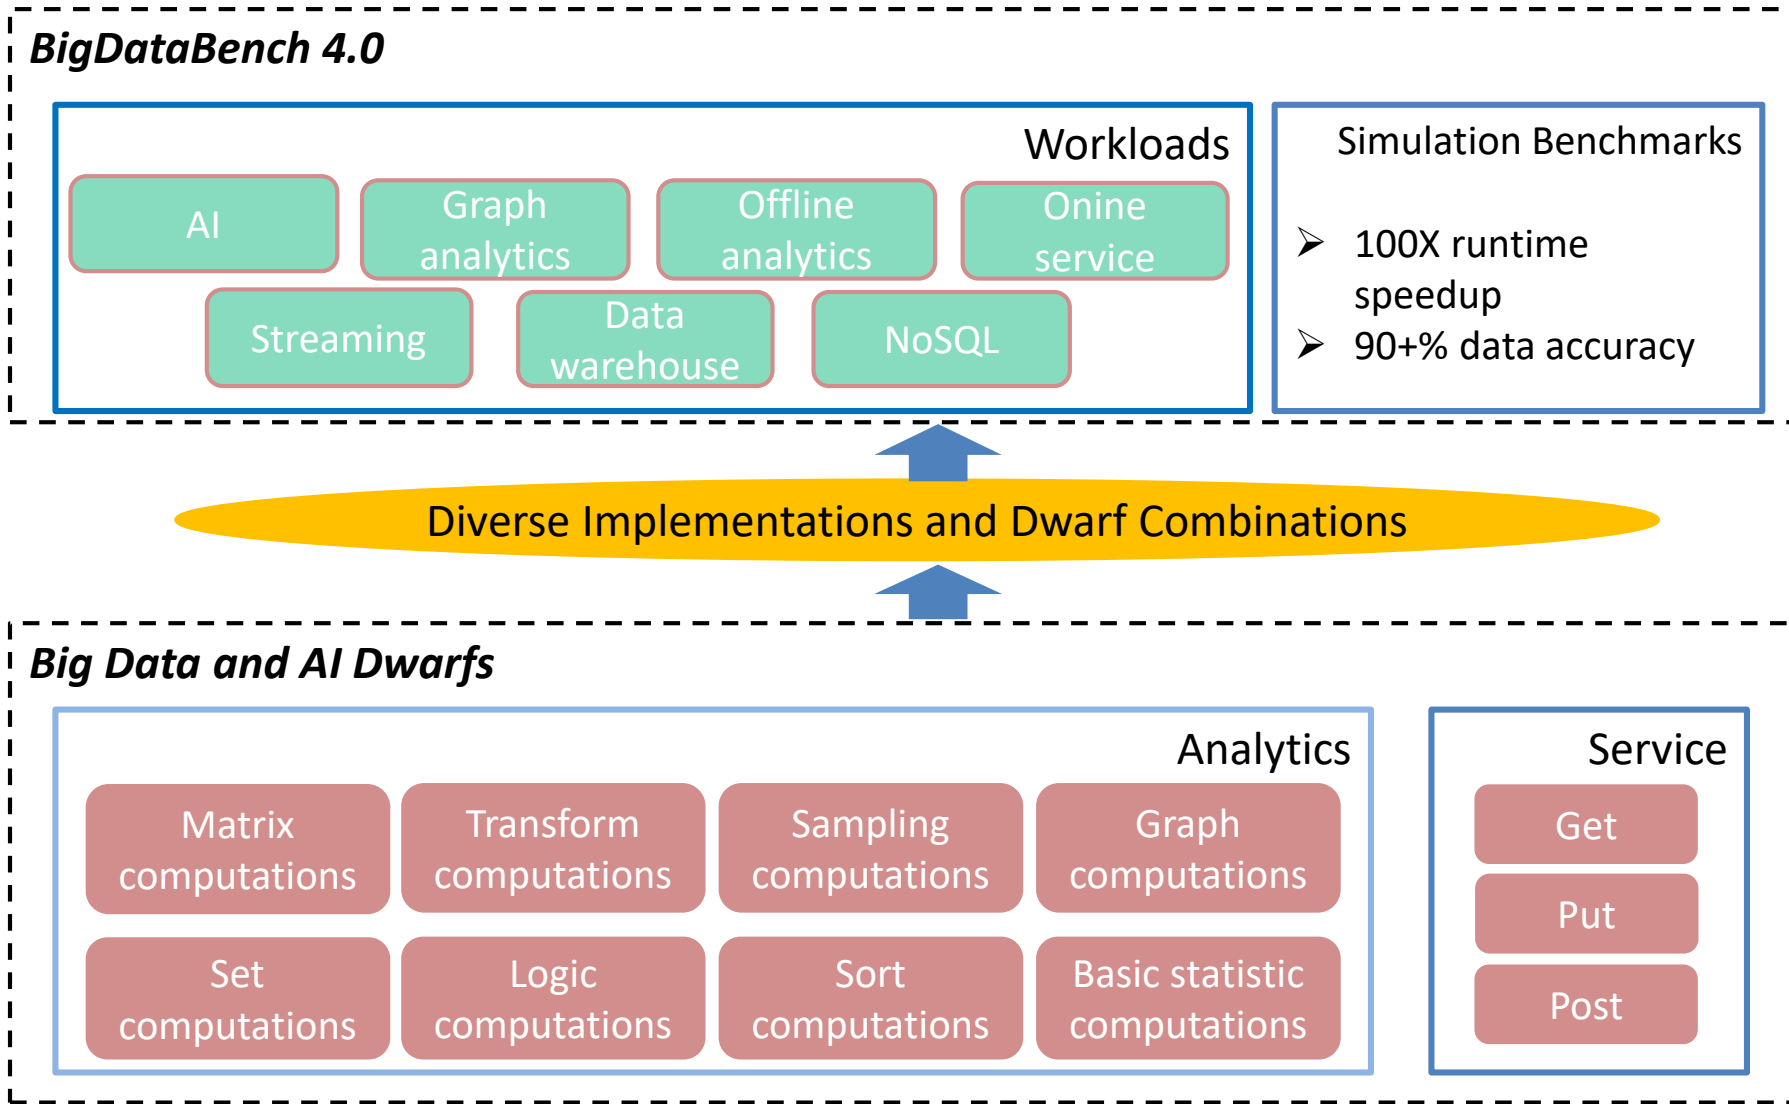 BigDataBench 4.0
Workloads
AI
Graph
analytics
Offline
analytics
Onine
service
Streaming
Data
warehouse
NoSQL
Simulation Benchmarks
➢ 100X runtime
speedup
➢ 90+% data accuracy
Diverse Implementations and Dwarf Combinations
Big Data and AI Dwarfs
Analytics
Matrix
computations
Transform
computations
Sampling
computations
Graph
computations
Set
computations
Logic
computations
Sort
computations
Basic statistic
computations
Service
Get
Put
Post